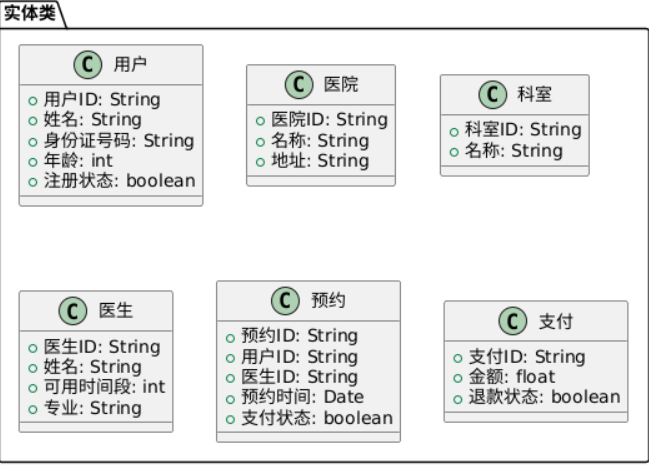 实体类
C 用户
用户ID: String
姓名: String
身份证号码: String
年龄: int
注册状态: boolean
C 医院
医院ID: String
名称: String
地址: String
C 科室
科室ID: String
名称: String
C 医生
医生ID: String
姓名: String
可用时间段: int
专业: String
C 预约
预约ID: String
用户ID: String
医生ID: String
预约时间: Date
支付状态: boolean
C 支付
支付ID: String
金额: float
退款状态: boolean